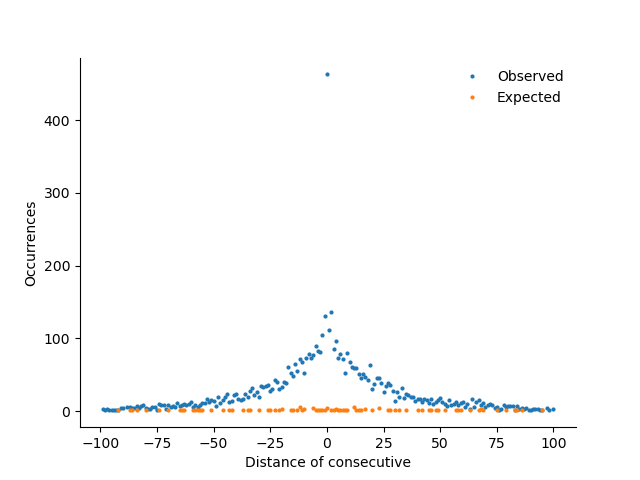 Observed
Expected
Occurrences
400
300
200
100
0
−100 −75 −50 −25 0 25 50 75 100
Distance of consecutive